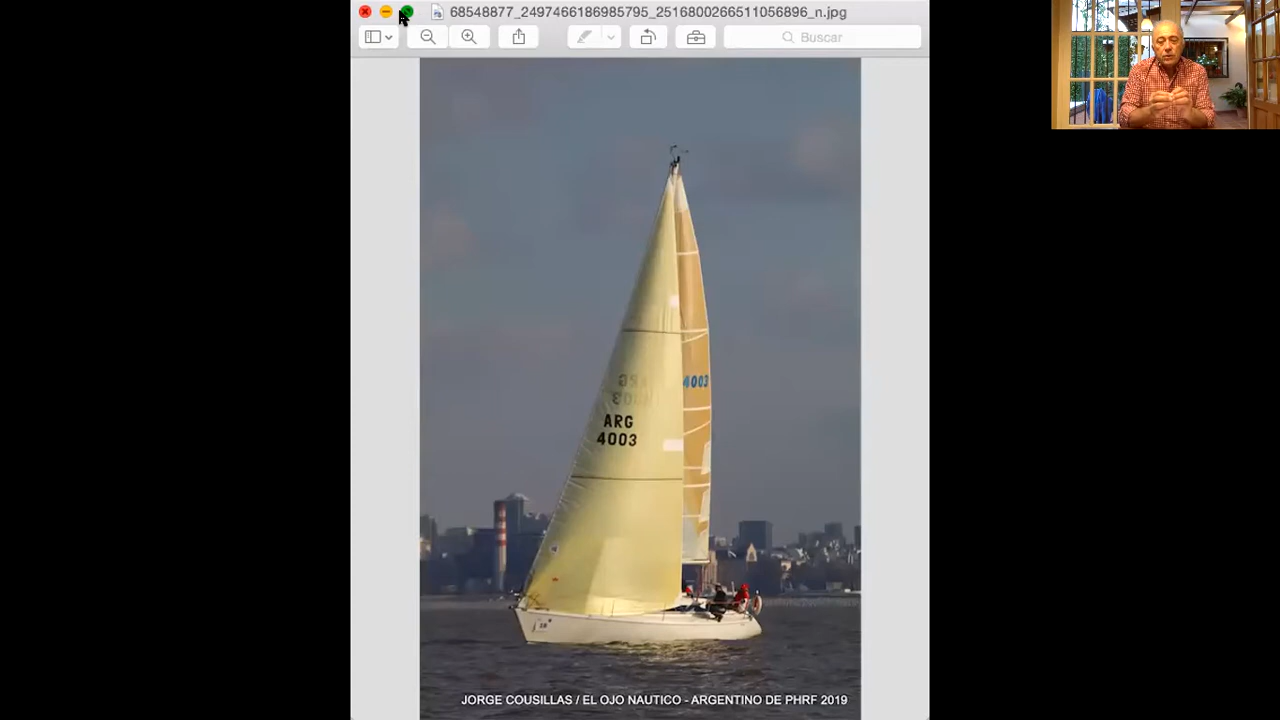 68548877_2497466186985795_2516800266511056896_n.jpg
Buscar
4003
ARG
4003
JORGE COUSILLAS / EL OJO NAUTICO - ARGENTINO DE PHRF 2019